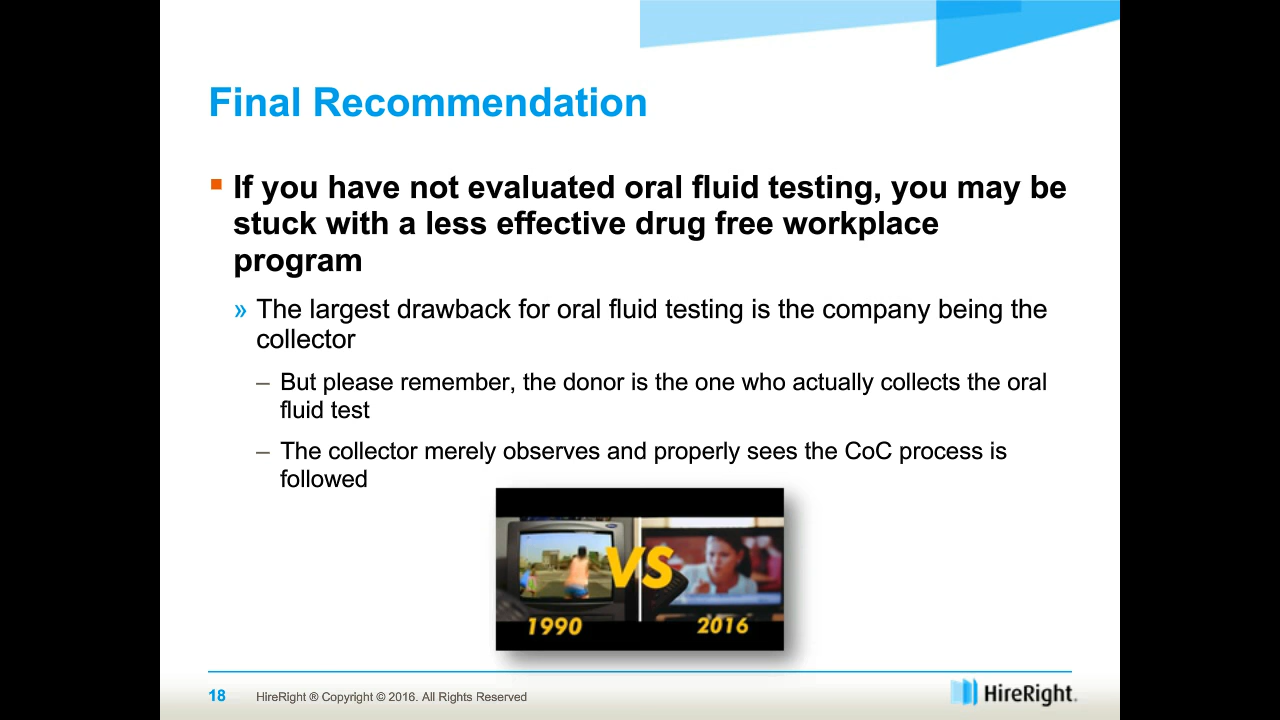 Final Recommendation
▪ If you have not evaluated oral fluid testing, you may be
stuck with a less effective drug free workplace
program
» The largest drawback for oral fluid testing is the company being the
collector
– But please remember, the donor is the one who actually collects the oral
fluid test
– The collector merely observes and properly sees the CoC process is
followed
VS
1990
2016
18 HireRight ® Copyright © 2016. All Rights Reserved
HireRight.